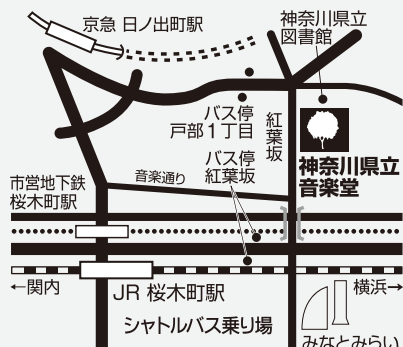 京急 日ノ出町駅
神奈川県立
図書館
バス停
戸部1丁目
紅葉坂
神奈川県立
音楽堂
バス停
紅葉坂
音楽通り
市営地下鉄
桜木町駅
←関内
横浜→
JR 桜木町駅
シャトルバス乗り場
みなとみらい